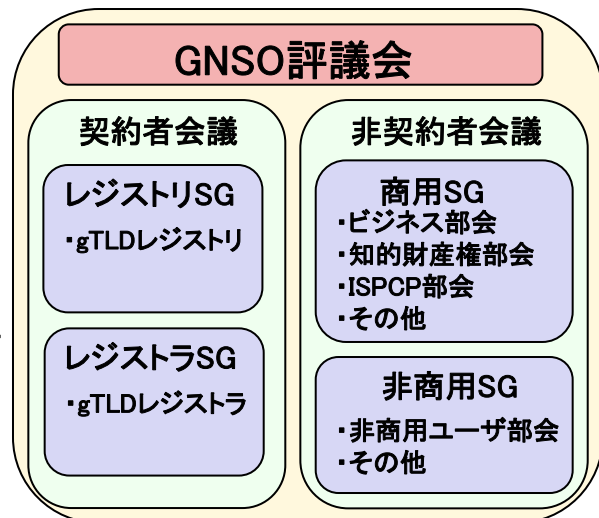 GNSO評議会
契約者会議
レジストリSG
・gTLDレジストリ
レジストラSG
・gTLDレジストラ
非契約者会議
商用SG
・ビジネス部会
・知的財産権部会
・ISPCP部会
・その他
非商用SG
・非商用ユーザ部会
・その他